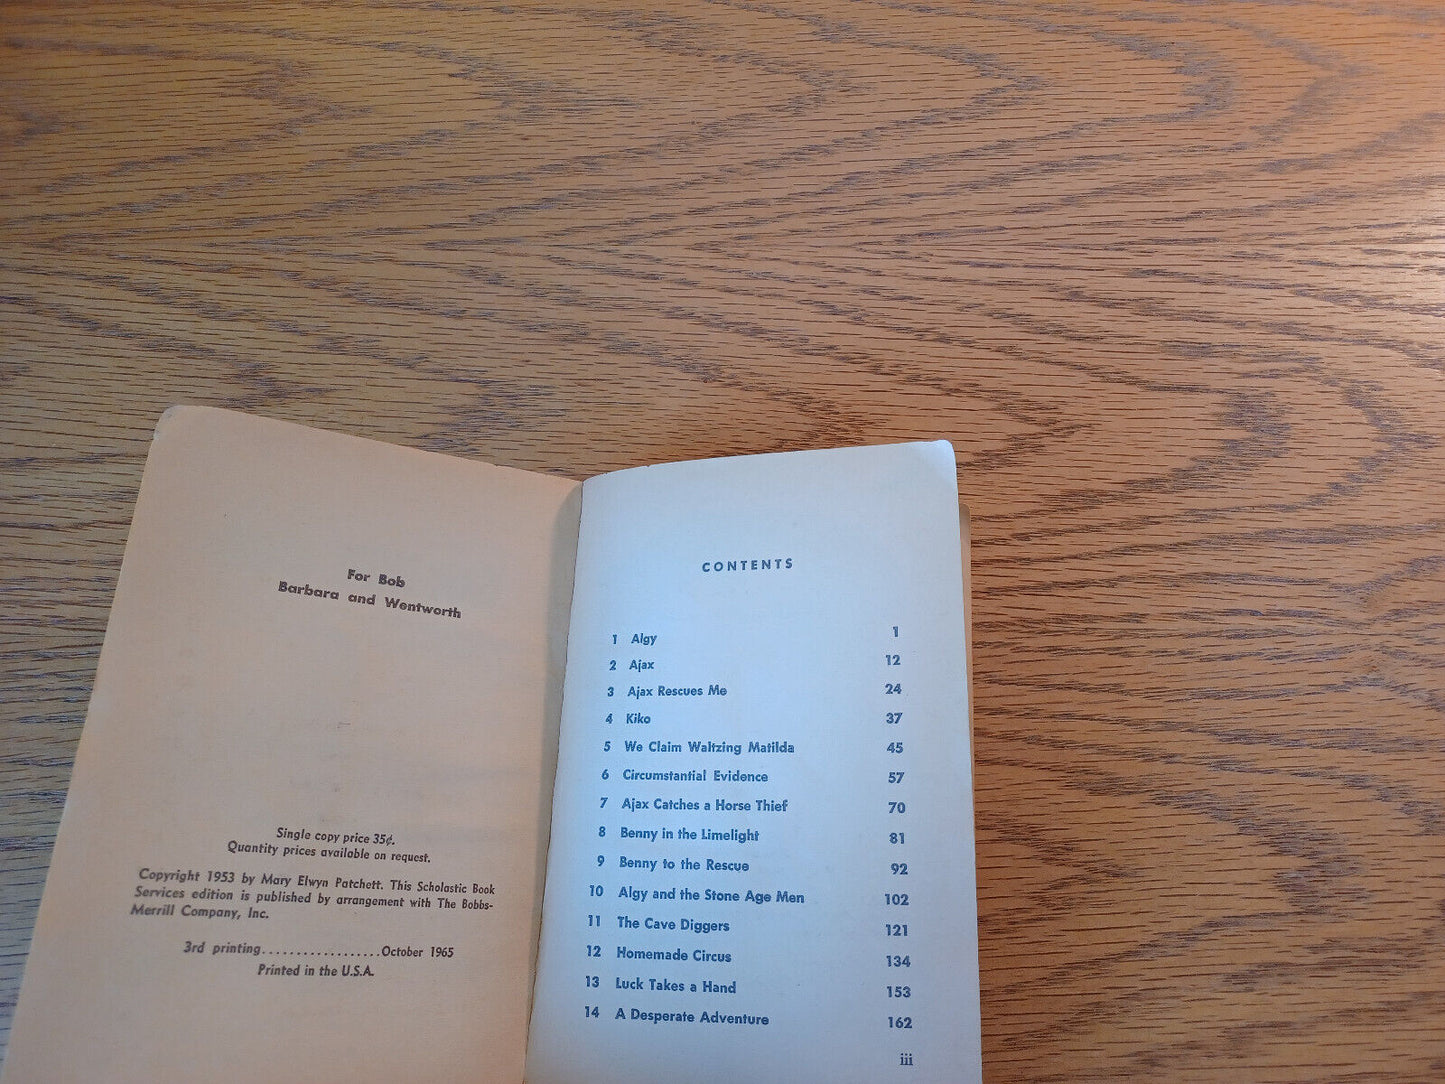 For Bob
Barbara and Wentworth
Single copy price 35¢.
Quantity prices available on request.
Copyright 1953 by Mary Elwyn Patchett. This Scholastic Book
Services edition is published by arrangement with The Bobbs-
Merrill Company, Inc.
3rd printing..................October 1965
Printed in the U.S.A.
CONTENTS
1 Algy 1
2 Ajax 12
3 Ajax Rescues Me 24
4 Kiko 37
5 We Claim Waltzing Matilda 45
6 Circumstantial Evidence 57
7 Ajax Catches a Horse Thief 70
8 Benny in the Limelight 81
9 Benny to the Rescue 92
10 Algy and the Stone Age Men 102
11 The Cave Diggers 121
12 Homemade Circus 134
13 Luck Takes a Hand 153
14 A Desperate Adventure 162
iii